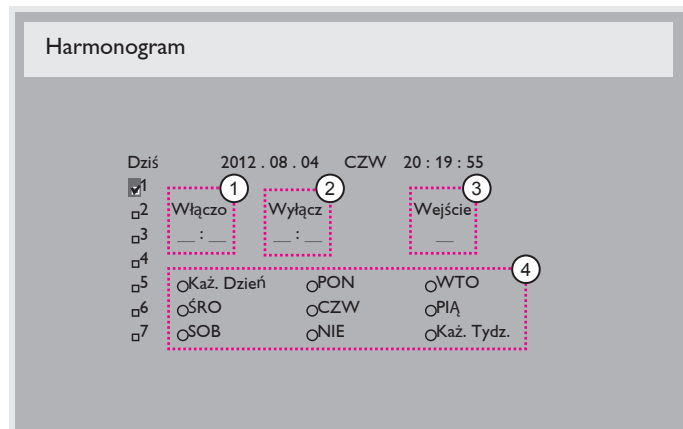 Harmonogram
Dziś 2012 . 08 . 04 CZW 20 : 19 : 55
1 1 2 3
2 Włączo Wyłącz Wejście
3 __ : __ __ : __ __
4 4
5 Każ. Dzień PON WTO
6 ŚRO CZW PIĄ
7 SOB NIE Każ. Tydz.